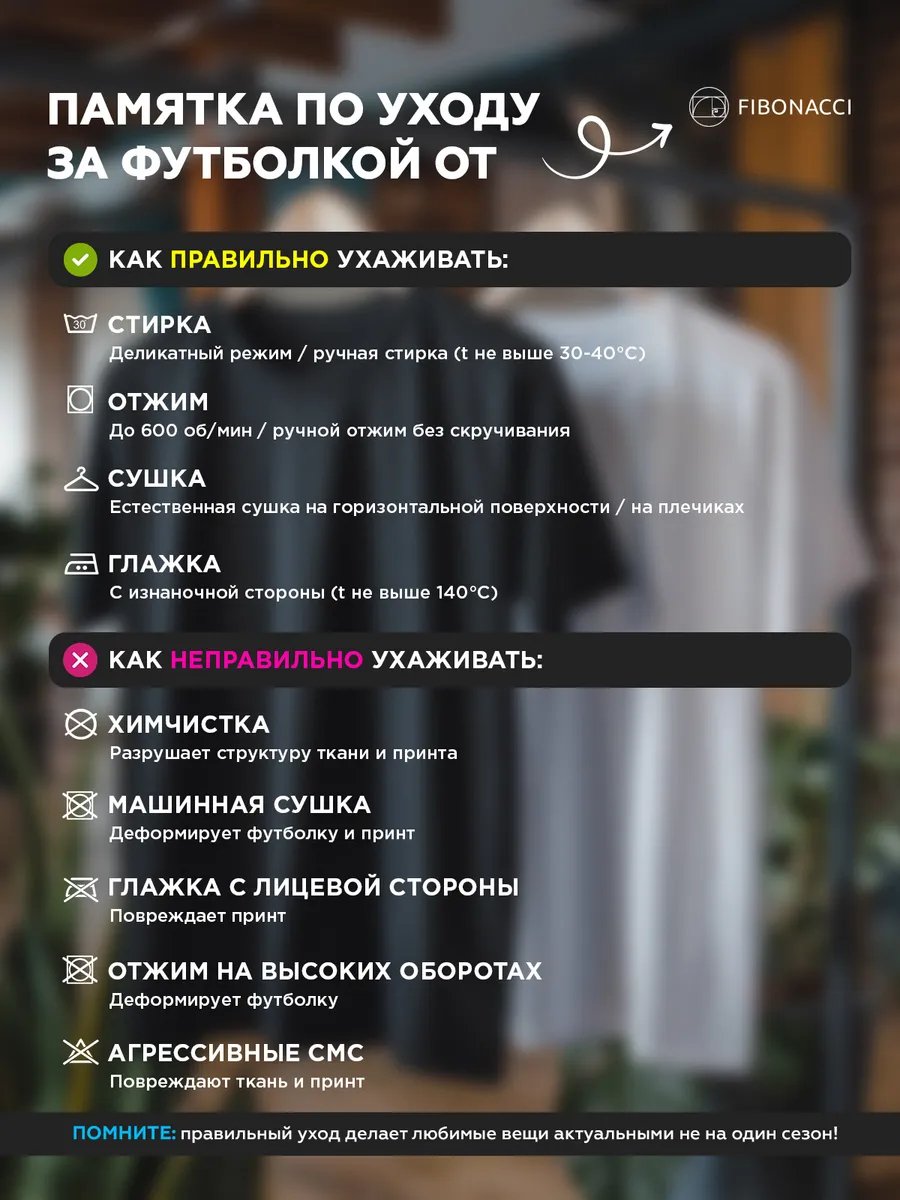 ПАМЯТКА ПО УХОДУ
ЗА ФУТБОЛКОЙ ОТ
FIBONACCI
КАК ПРАВИЛЬНО УХАЖИВАТЬ:
30
СТИРКА
Деликатный режим / ручная стирка (t не выше 30-40°C)
ОТЖИМ
До 600 об/мин / ручной отжим без скручивания
СУШКА
Естественная сушка на горизонтальной поверхности / на плечиках
ГЛАЖКА
С изнаночной стороны (t не выше 140°C)
КАК НЕПРАВИЛЬНО УХАЖИВАТЬ:
ХИМЧИСТКА
Разрушает структуру ткани и принта
МАШИННАЯ СУШКА
Деформирует футболку и принт
ГЛАЖКА С ЛИЦЕВОЙ СТОРОНЫ
Повреждает принт
ОТЖИМ НА ВЫСОКИХ ОБОРОТАХ
Деформирует футболку
АГРЕССИВНЫЕ СМС
Повреждают ткань и принт
ПОМНИТЕ: правильный уход делает любимые вещи актуальными не на один сезон!